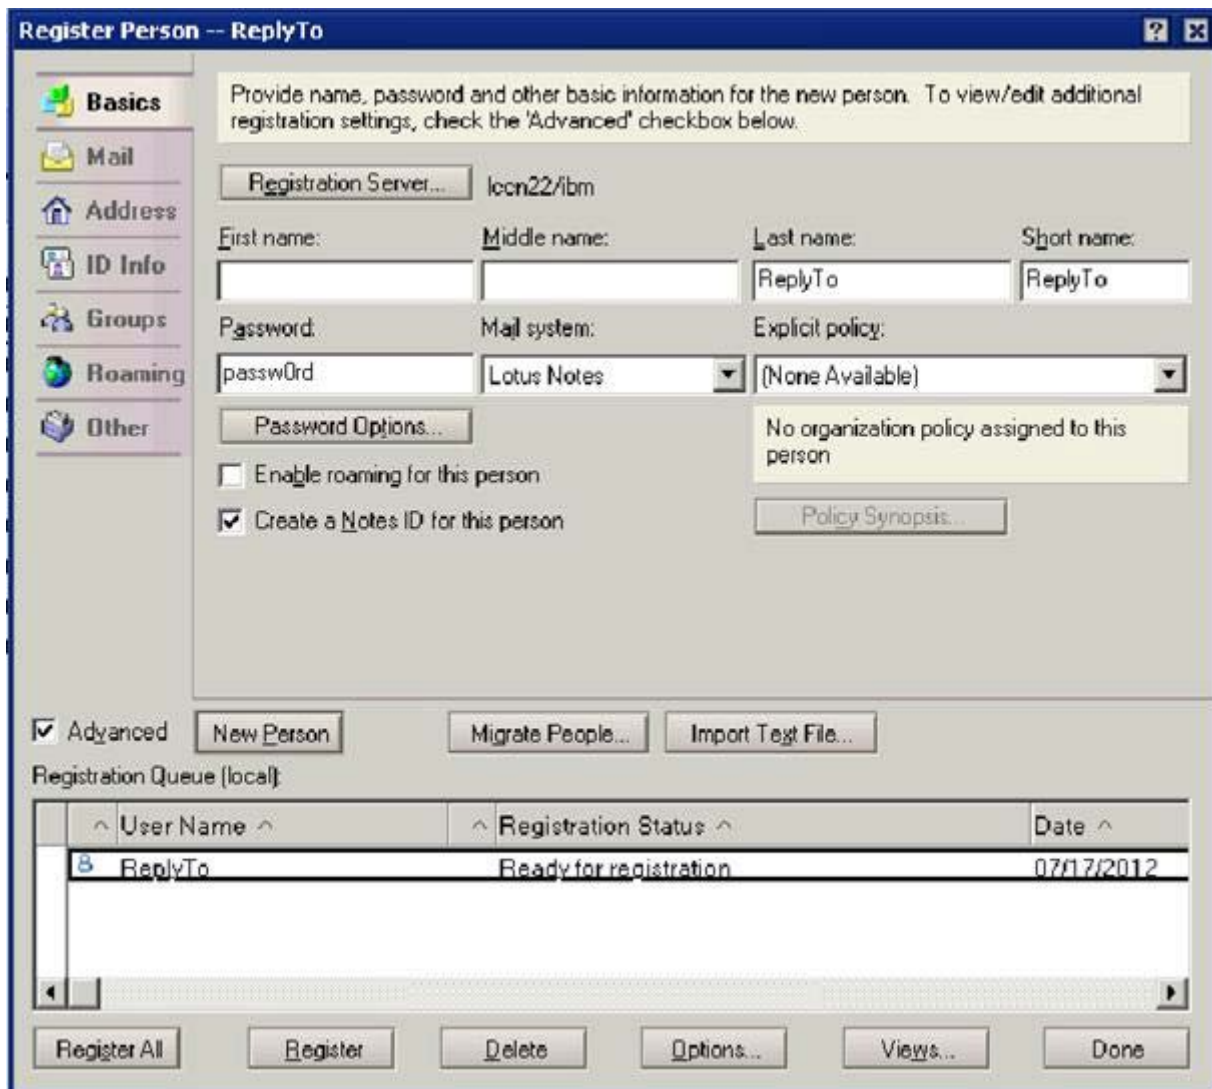 Register Person -- ReplyTo
Basics
Mail
Address
ID Info
Groups
Roaming
Other
Provide name, password and other basic information for the new person. To view/edit additional
registration settings, check the 'Advanced' checkbox below.
Registration Server... lccn22/ibm
First name: Middle name: Last name: Short name:
ReplyTo ReplyTo
Password: Mail system: Explicit policy:
passw0rd Lotus Notes (None Available)
Password Options...
No organization policy assigned to this
person
Enable roaming for this person
Create a Notes ID for this person
Policy Synopsis...
Advanced New Person Migrate People... Import Text File...
Registration Queue (local):
User Name Registration Status Date
ReplyTo Ready for registration 07/17/2012
Register All Register Delete Options... Views... Done